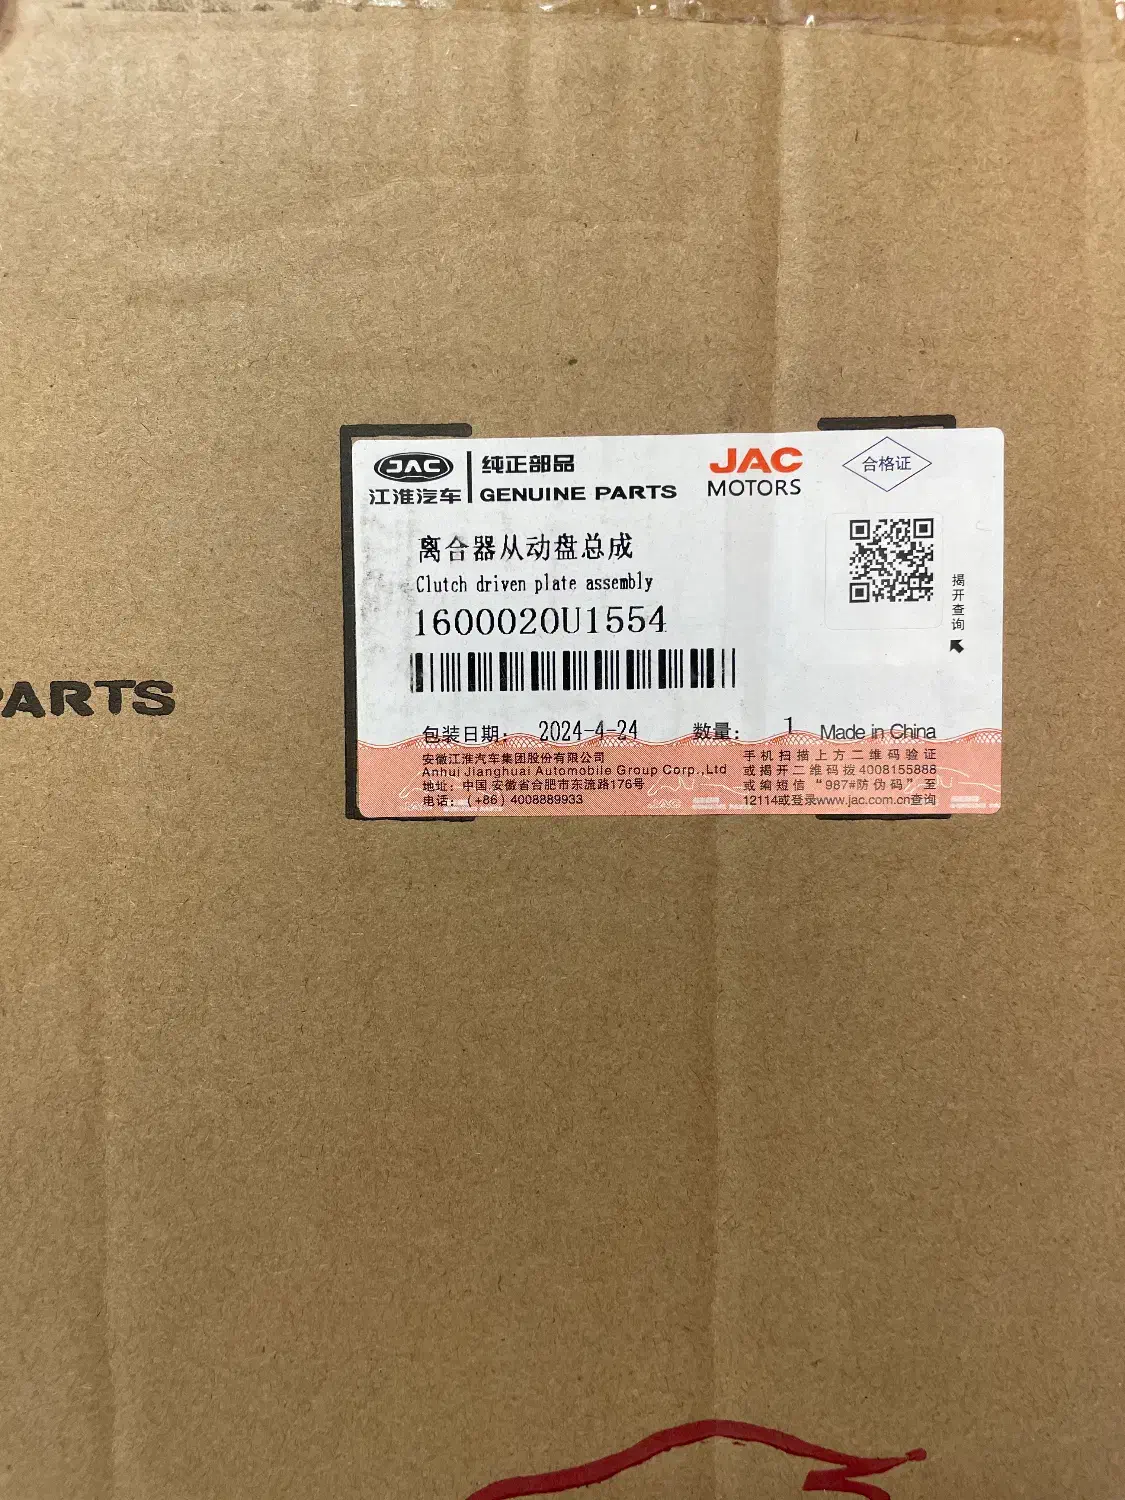 JAC
江淮汽车
纯正部品
GENUINE PARTS
JAC
MOTORS
合格证
离合器从动盘总成
Clutch driven plate assembly
1600020U1554
揭开查询
包装日期: 2024-4-24 数量: 1 Made in China
安徽江淮汽车集团股份有限公司
Anhui Jianghuai Automobile Group Corp.,Ltd
地址: 中国.安徽省合肥市东流路176号
电话: (+86) 4008889933
手机扫描上方二维码验证
或揭开二维码拨4008155888
或编短信“987#防伪码”至
12114或登录www.jac.com.cn查询
PARTS